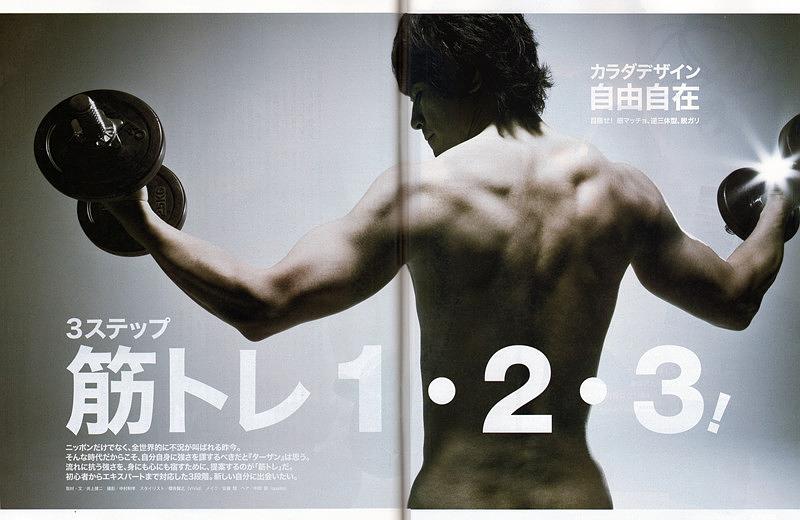 カラダデザイン
自由自在
目指せ! 細マッチョ、逆三体型、脱ガリ
3ステップ
筋トレ 1・2・3!
ニッポンだけでなく、全世界的に不況が叫ばれる昨今。
そんな時代だからこそ、自分自身に強さを課するべきだと『ターザン』は思う。
流れに抗う強さを、身にも心にも宿すために、提案するのが「筋トレ」だ。
初心者からエキスパートまで対応した3段階。新しい自分に出会いたい。